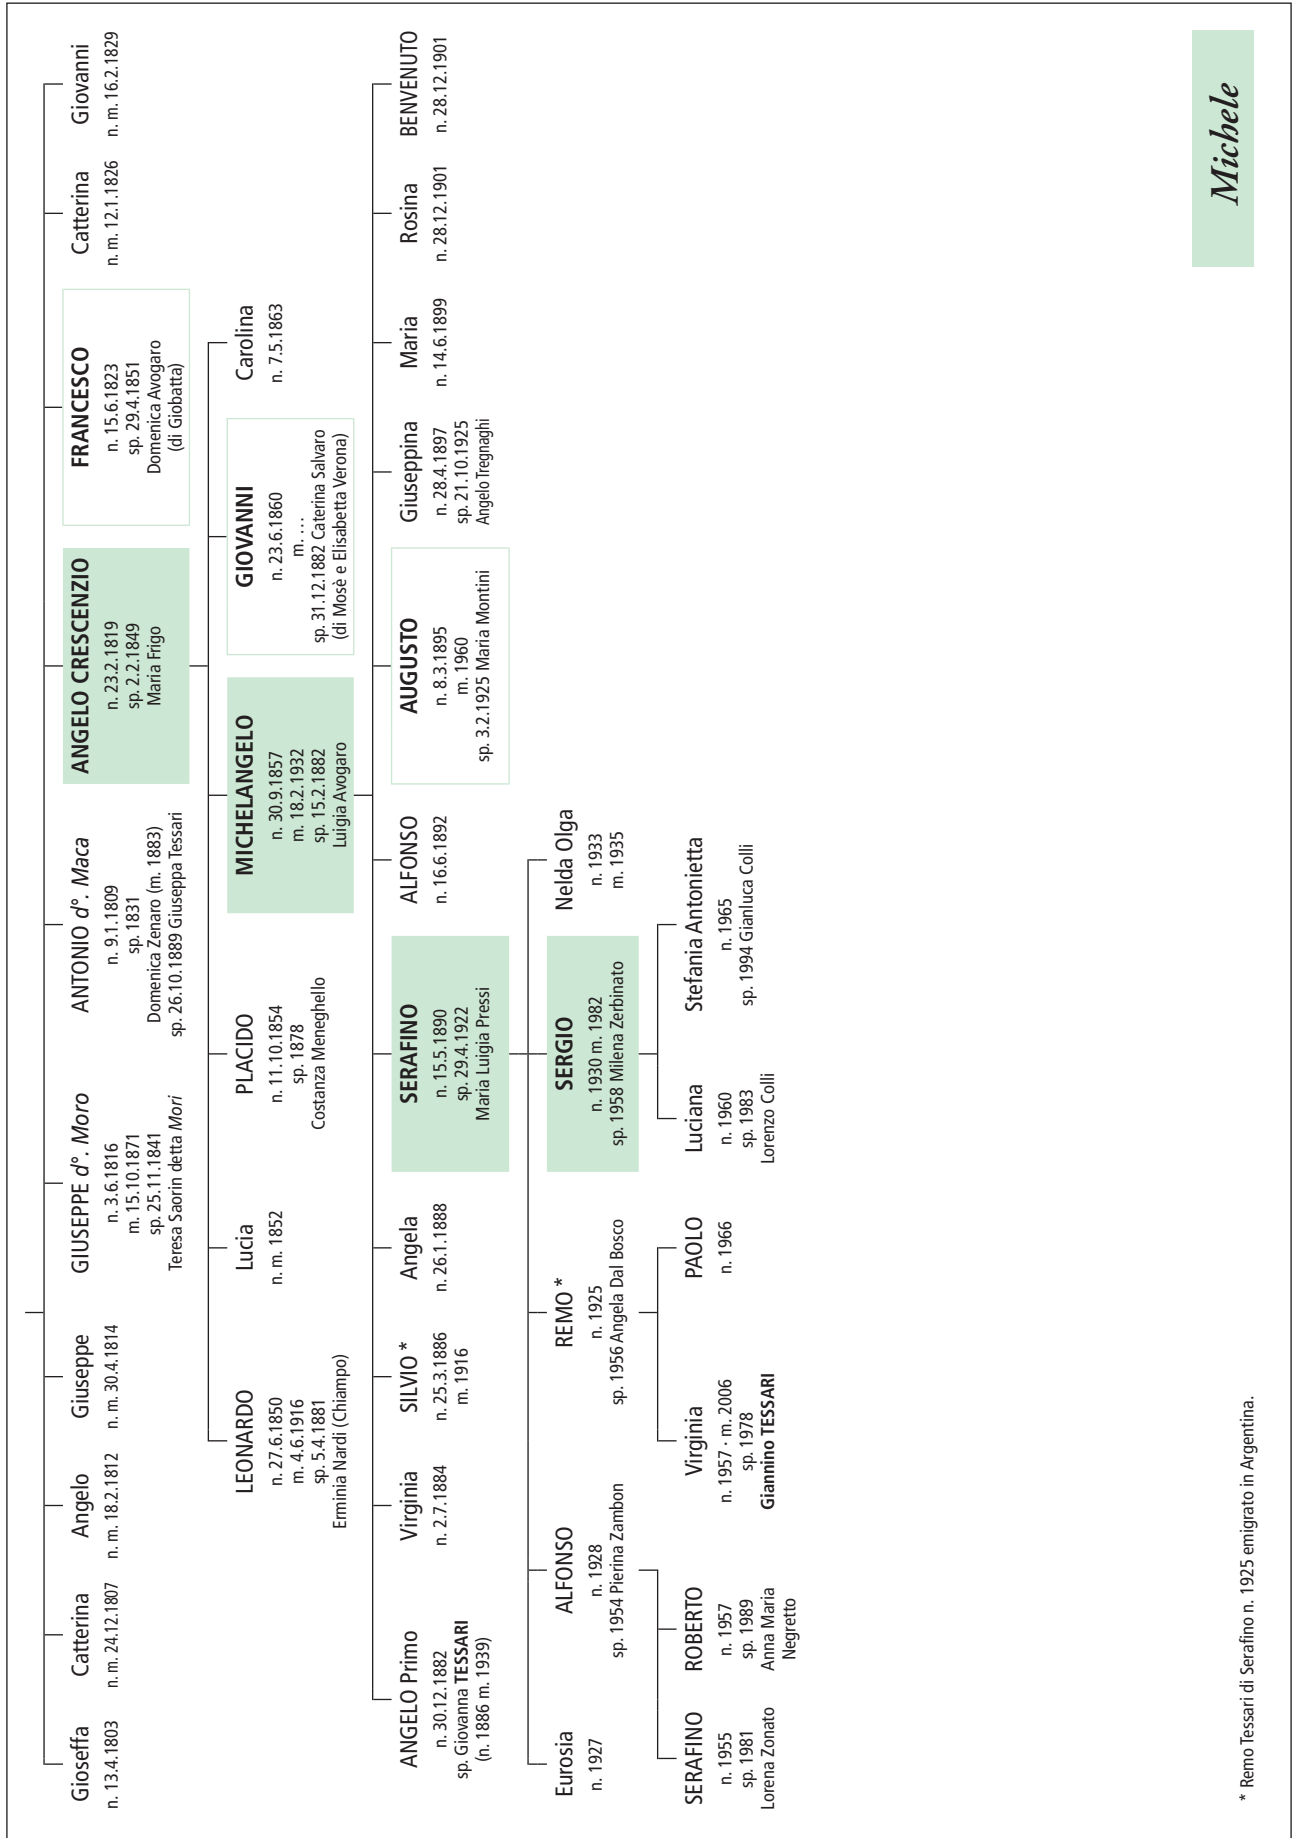 Gioseffa
n. 13.4.1803
Catterina
n. m. 24.12.1807
Angelo
n. m. 18.2.1812
Giuseppe
n. m. 30.4.1814
GIUSEPPE d°. Moro
n. 3.6.1816
m. 15.10.1871
sp. 25.11.1841
Teresa Saorin detta Mori
ANTONIO d°. Maca
n. 9.1.1809
sp. 1831
Domenica Zenaro (m. 1883)
sp. 26.10.1889 Giuseppa Tessari
ANGELO CRESCENZIO
n. 23.2.1819
sp. 2.2.1849
Maria Frigo
FRANCESCO
n. 15.6.1823
sp. 29.4.1851
Domenica Avogaro
(di Giobatta)
Catterina
n. m. 12.1.1826
Giovanni
n. m. 16.2.1829
LEONARDO
n. 27.6.1850
m. 4.6.1916
sp. 5.4.1881
Erminia Nardi (Chiampo)
Lucia
n. m. 1852
PLACIDO
n. 11.10.1854
sp. 1878
Costanza Meneghello
MICHELANGELO
n. 30.9.1857
m. 18.2.1932
sp. 15.2.1882
Luigia Avogaro
GIOVANNI
n. 23.6.1860
m. ...
sp. 31.12.1882 Caterina Salvaro
(di Mosè e Elisabetta Verona)
Carolina
n. 7.5.1863
ANGELO Primo
n. 30.12.1882
sp. Giovanna TESSARI
(n. 1886 m. 1939)
Virginia
n. 2.7.1884
SILVIO *
n. 25.3.1886
m. 1916
Angela
n. 26.1.1888
SERAFINO
n. 15.5.1890
sp. 29.4.1922
Maria Luigia Pressi
ALFONSO
n. 16.6.1892
AUGUSTO
n. 8.3.1895
m. 1960
sp. 3.2.1925 Maria Montini
Giuseppina
n. 28.4.1897
sp. 21.10.1925
Angelo Tregnaghi
Maria
n. 14.6.1899
Rosina
n. 28.12.1901
BENVENUTO
n. 28.12.1901
Eurosia
n. 1927
ALFONSO
n. 1928
sp. 1954 Pierina Zambon
REMO *
n. 1925
sp. 1956 Angela Dal Bosco
SERGIO
n. 1930 m. 1982
sp. 1958 Milena Zerbinato
Nelda Olga
n. 1933
m. 1935
SERAFINO
n. 1955
sp. 1981
Lorena Zonato
ROBERTO
n. 1957
sp. 1989
Anna Maria
Negretto
Virginia
n. 1957 · m. 2006
sp. 1978
Giannino TESSARI
PAOLO
n. 1966
Luciana
n. 1960
sp. 1983
Lorenzo Colli
Stefania Antonietta
n. 1965
sp. 1994 Gianluca Colli
* Remo Tessari di Serafino n. 1925 emigrato in Argentina.
Michele